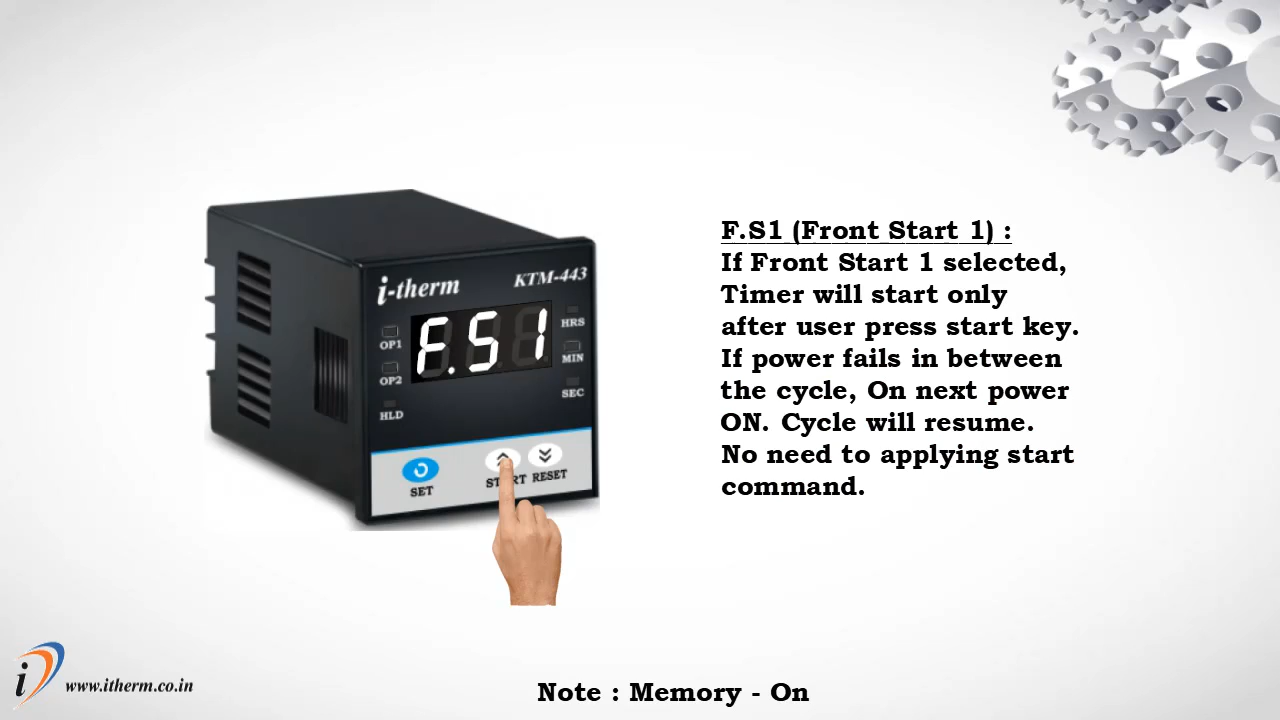 i-therm
KTM-443
F.S1
OP1
OP2
HLD
HRS
MIN
SEC
SET
START
RESET
F.S1 (Front Start 1) :
If Front Start 1 selected,
Timer will start only
after user press start key.
If power fails in between
the cycle, On next power
ON. Cycle will resume.
No need to applying start
command.
i
www.itherm.co.in
Note : Memory - On